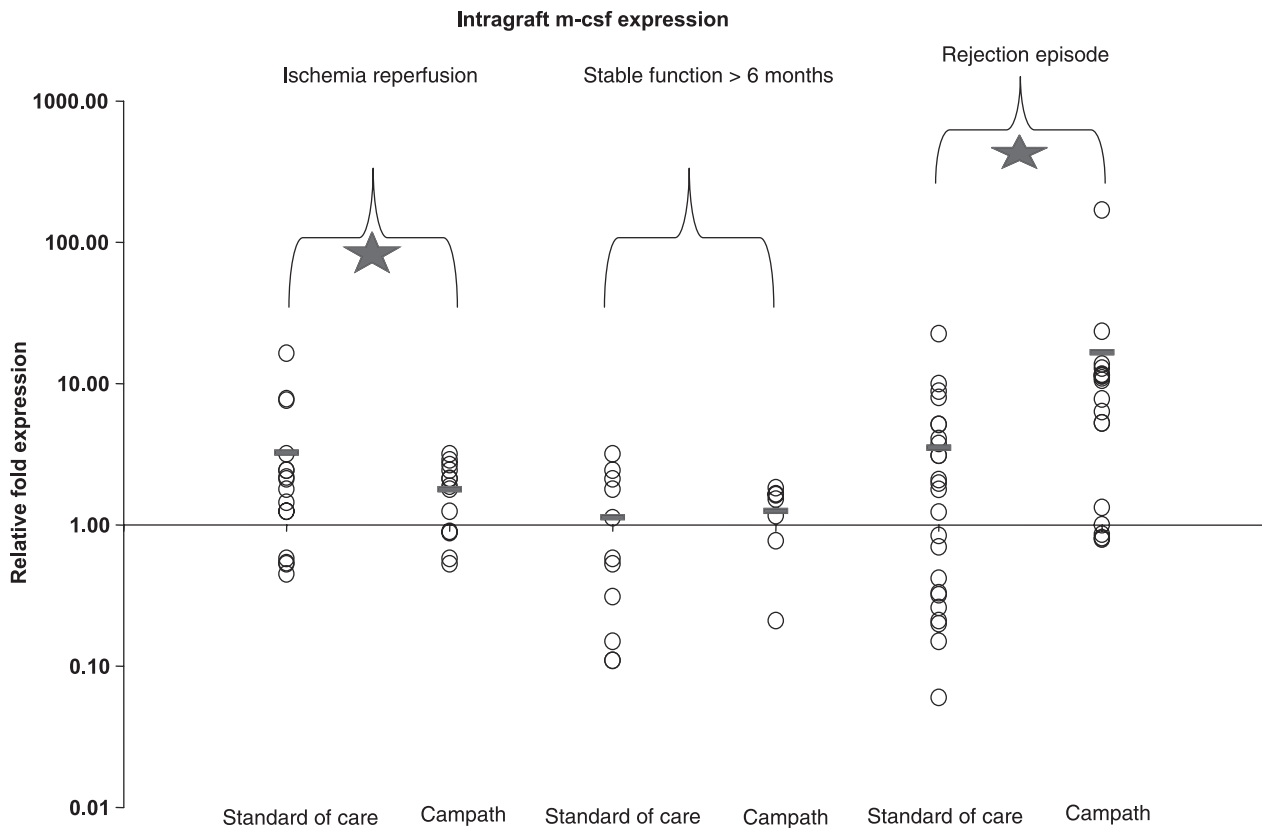 Intragraft m-csf expression
Ischemia reperfusion
Stable function > 6 months
Rejection episode
Relative fold expression
1000.00
100.00
10.00
1.00
0.10
0.01
Standard of care
Campath
Standard of care
Campath
Standard of care
Campath